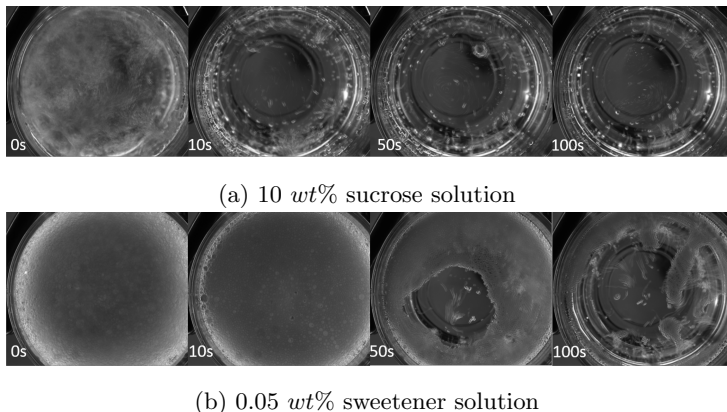 0s 10s 50s 100s
(a) 10 wt% sucrose solution
0s 10s 50s 100s
(b) 0.05 wt% sweetener solution